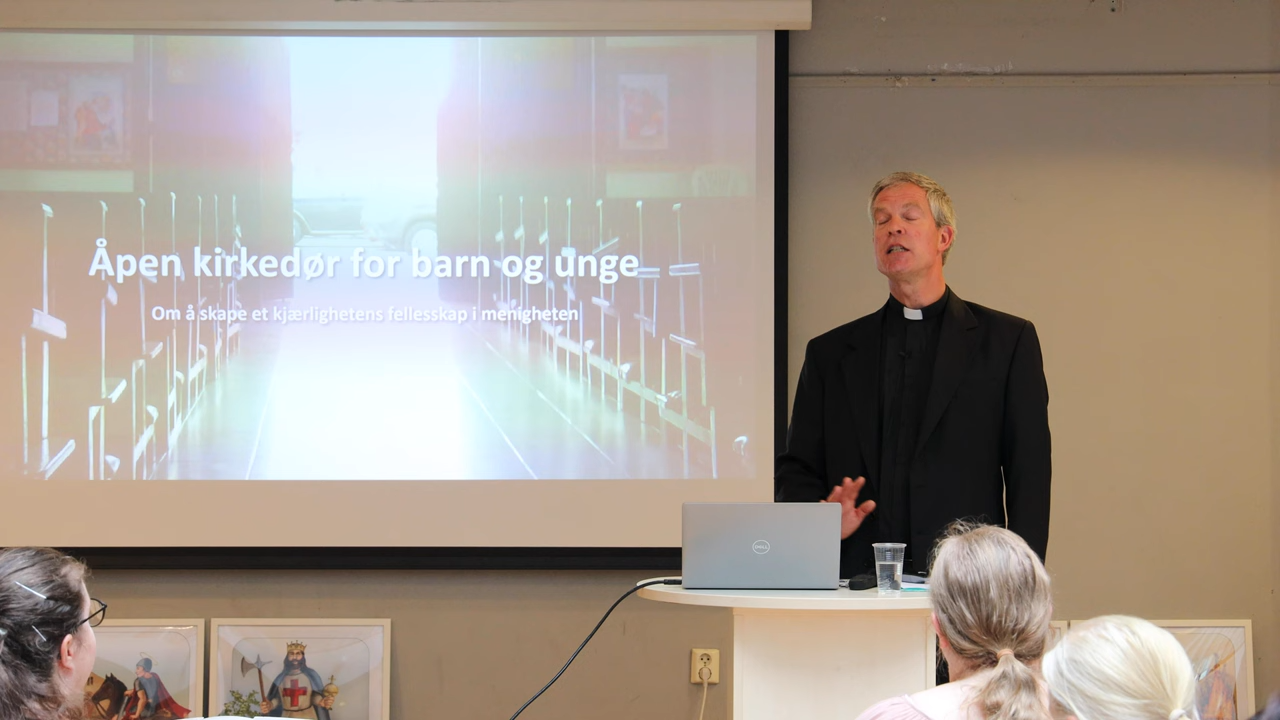 Åpen kirkedør for barn og unge
Om å skape et kjærlighetens fellesskap i menigheten
DELL